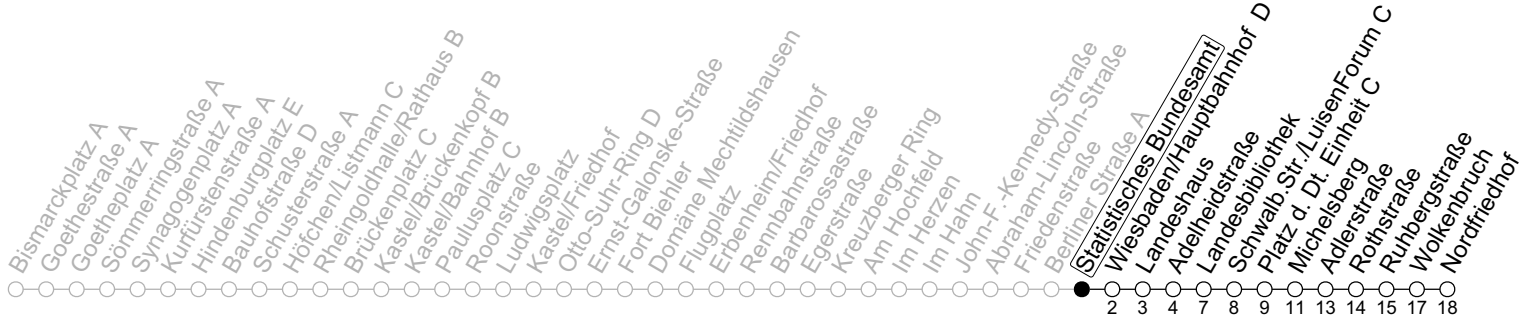 Bismarckplatz A
Goethestraße A
Goetheplatz A
Sömmerringstraße A
Synagogenplatz A
Kurfürstenstraße A
Hindenburgplatz E
Bauhofstraße D
Schusterstraße A
Höfchen/Listmann C
Rheingoldhalle/Rathaus B
Brückenplatz C
Kastel/Brückenkopf B
Kastel/Bahnhof B
Paulusplatz C
Roonstraße
Ludwigsplatz
Kastel/Friedhof
Otto-Suhr-Ring D
Ernst-Galonske-Straße
Fort Biehler
Domäne Mechtildshausen
Flugplatz
Erbenheim/Friedhof
Rennbahnstraße
Barbarossastraße
Egerstraße
Kreuzberger Ring
Am Hochfeld
Im Herzen
Im Hahn
John-F.-Kennedy-Straße
Abraham-Lincoln-Straße
Friedenstraße
Berliner Straße A
Statistisches Bundesamt
Wiesbaden/Hauptbahnhof D
Landeshaus
Adelheidstraße
Landesbibliothek
Schwalb.Str./LuisenForum C
Platz d. Dt. Einheit C
Michelsberg
Adlerstraße
Rothstraße
Ruhbergstraße
Wolkenbruch
Nordfriedhof
2 3 4 7 8 9 11 13 14 15 17 18